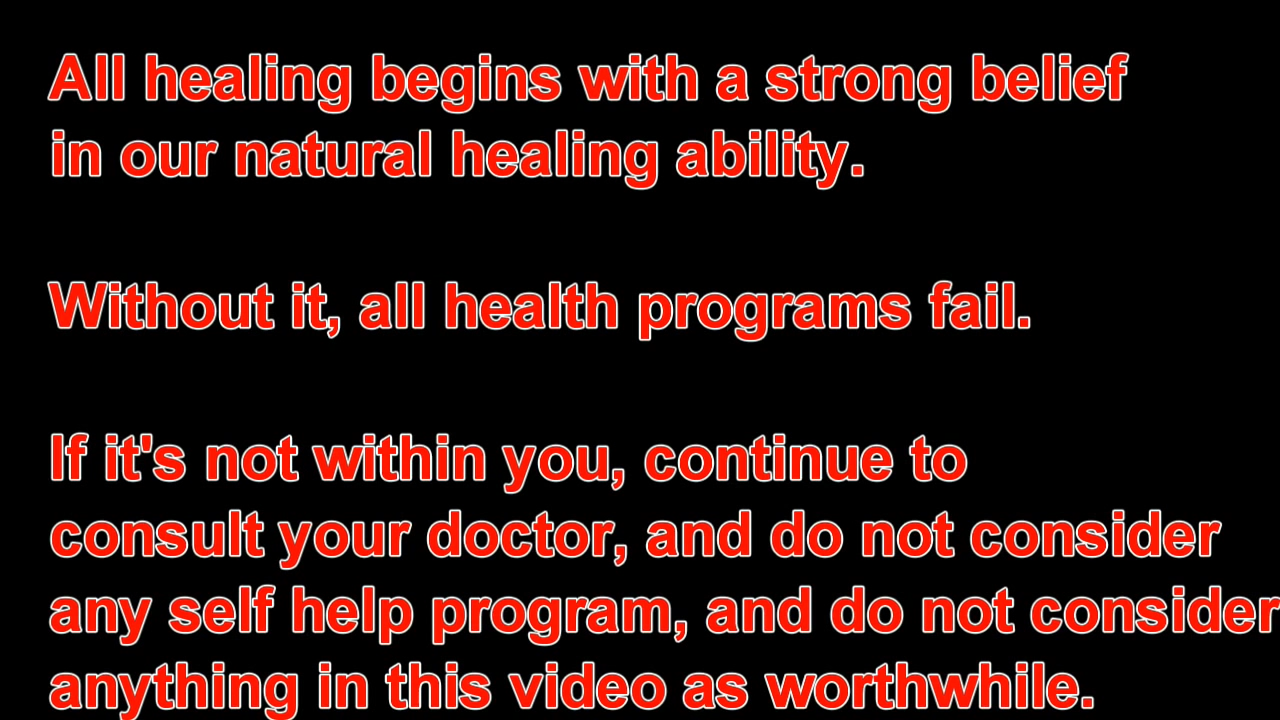 All healing begins with a strong belief
in our natural healing ability.
Without it, all health programs fail.
If it's not within you, continue to
consult your doctor, and do not consider
any self help program, and do not consider
anything in this video as worthwhile.